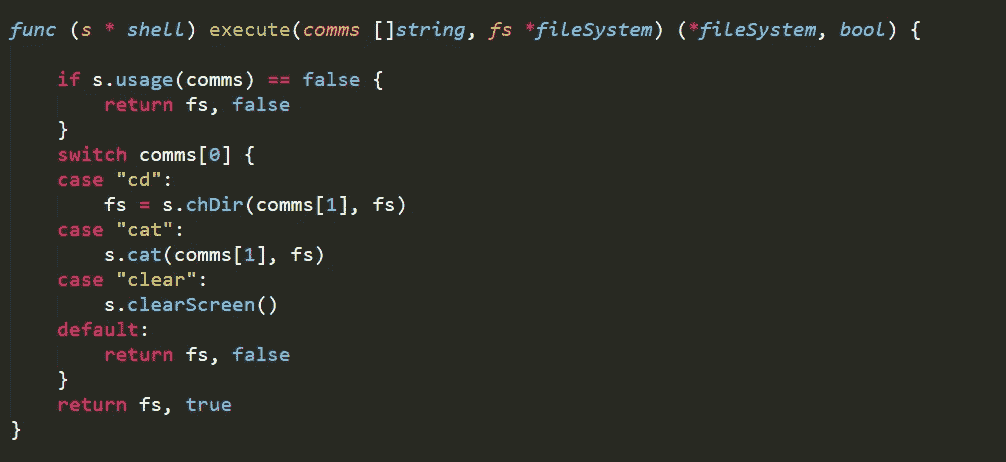 func (s * shell) execute(comms []string, fs *fileSystem) (*fileSystem, bool) {
if s.usage(comms) == false {
return fs, false
}
switch comms[0] {
case "cd":
fs = s.chDir(comms[1], fs)
case "cat":
s.cat(comms[1], fs)
case "clear":
s.clearScreen()
default:
return fs, false
}
return fs, true
}